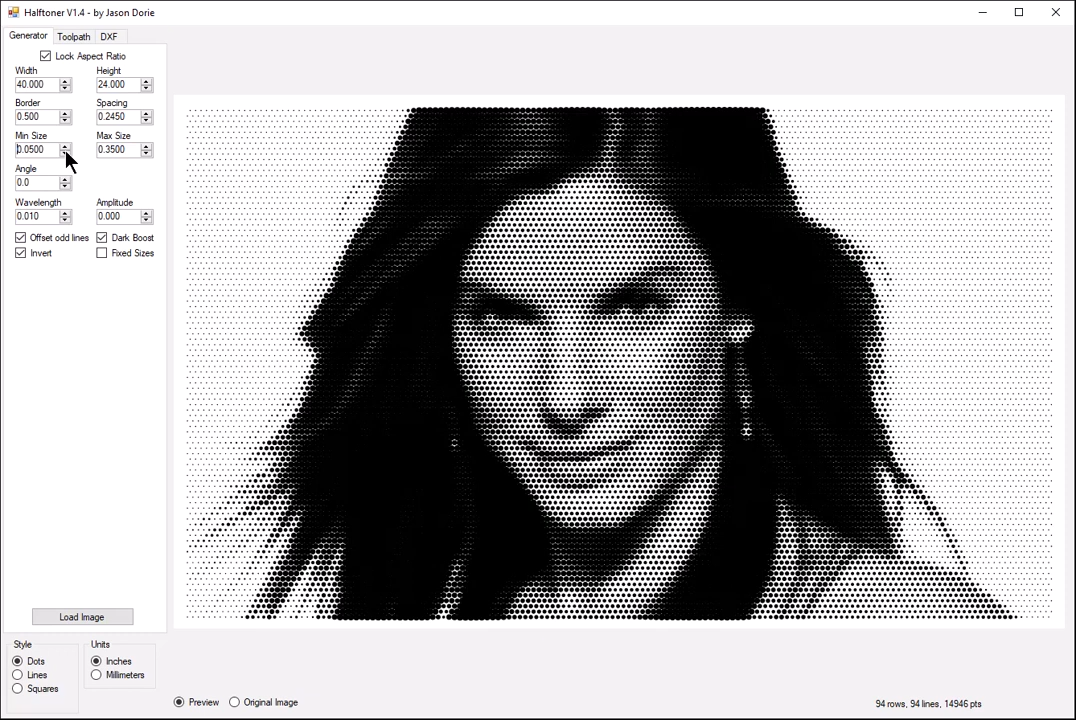 Halftoner V1.4 - by Jason Dorie
Generator Toolpath DXF
Lock Aspect Ratio
Width Height
40.000 24.000
Border Spacing
0.500 0.2450
Min Size Max Size
0.0500 0.3500
Angle
0.0
Wavelength Amplitude
0.010 0.000
Offset odd lines Dark Boost
Invert Fixed Sizes
Load Image
Style Units
Dots Inches
Lines Millimeters
Squares
Preview Original Image 94 rows, 94 lines, 14946 pts